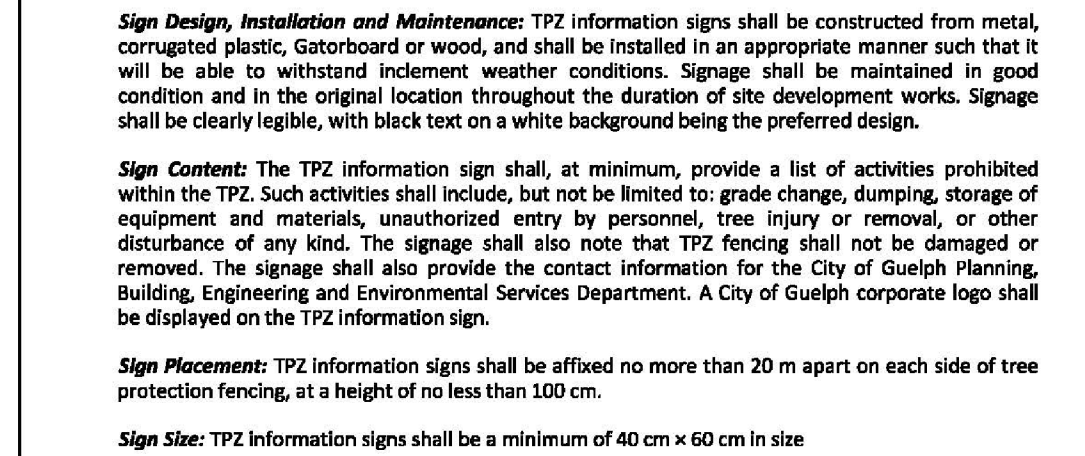 Sign Design, Installation and Maintenance: TPZ information signs shall be constructed from metal,
corrugated plastic, Gatorboard or wood, and shall be installed in an appropriate manner such that it
will be able to withstand inclement weather conditions. Signage shall be maintained in good
condition and in the original location throughout the duration of site development works. Signage
shall be clearly legible, with black text on a white background being the preferred design.
Sign Content: The TPZ information sign shall, at minimum, provide a list of activities prohibited
within the TPZ. Such activities shall include, but not be limited to: grade change, dumping, storage of
equipment and materials, unauthorized entry by personnel, tree injury or removal, or other
disturbance of any kind. The signage shall also note that TPZ fencing shall not be damaged or
removed. The signage shall also provide the contact information for the City of Guelph Planning,
Building, Engineering and Environmental Services Department. A City of Guelph corporate logo shall
be displayed on the TPZ information sign.
Sign Placement: TPZ information signs shall be affixed no more than 20 m apart on each side of tree
protection fencing, at a height of no less than 100 cm.
Sign Size: TPZ information signs shall be a minimum of 40 cm x 60 cm in size